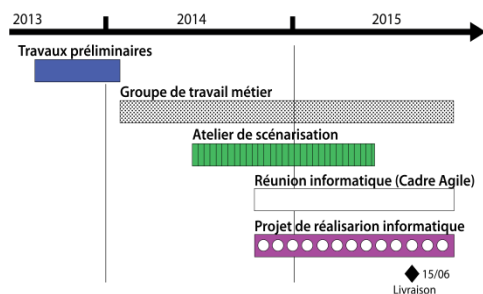 2013 2014 2015
Travaux préliminaires
Groupe de travail métier
Atelier de scénarisation
Réunion informatique (Cadre Agile)
Projet de réalisarion informatique
15/06
Livraison